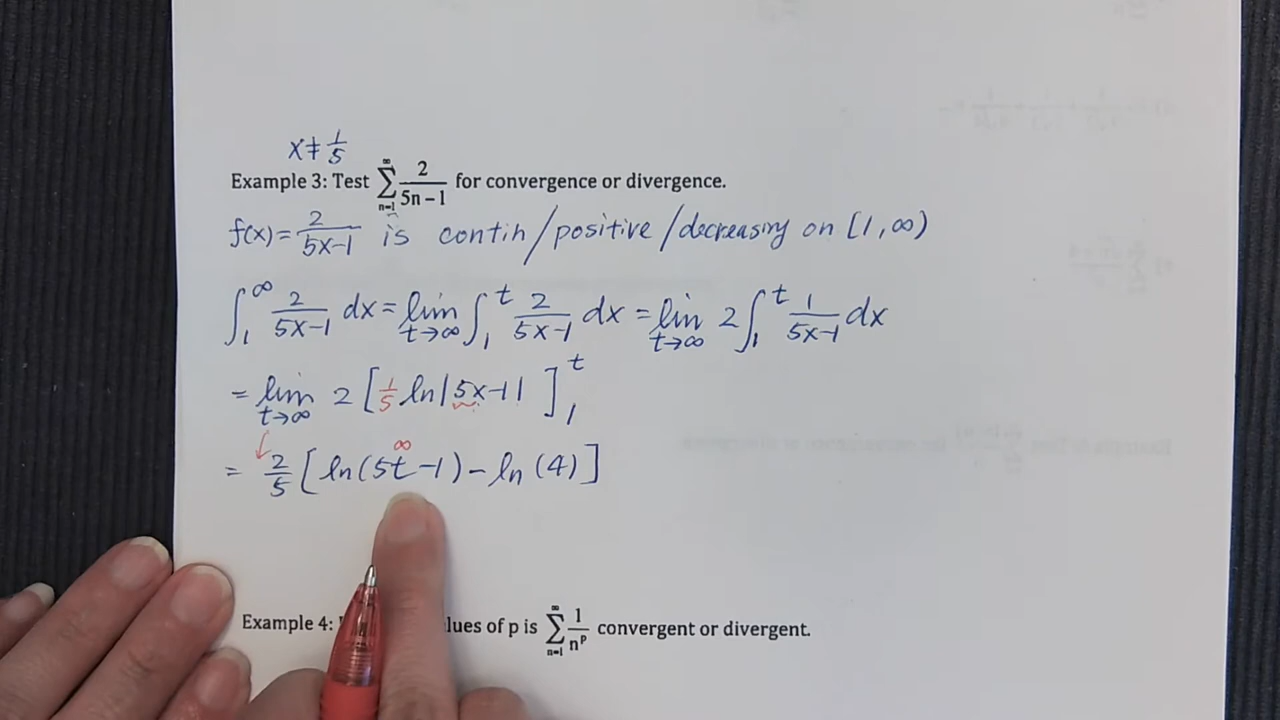 x≠1/5
Example 3: Test ∑_{n=1}^{∞} 2/(5n−1) for convergence or divergence.
f(x)= 2/(5x−1) is contin/positive/decreasing on [1,∞)
∫_1^∞ 2/(5x−1) dx = lim_{t→∞} ∫_1^t 2/(5x−1) dx = lim_{t→∞} 2∫_1^t 1/(5x−1) dx
= lim_{t→∞} 2[1/5 ln|5x−1|]_1^t
∞
= 2/5 [ln(5t−1) − ln(4)]
Example 4: lues of p is ∑_{n=1}^{∞} 1/n^p convergent or divergent.